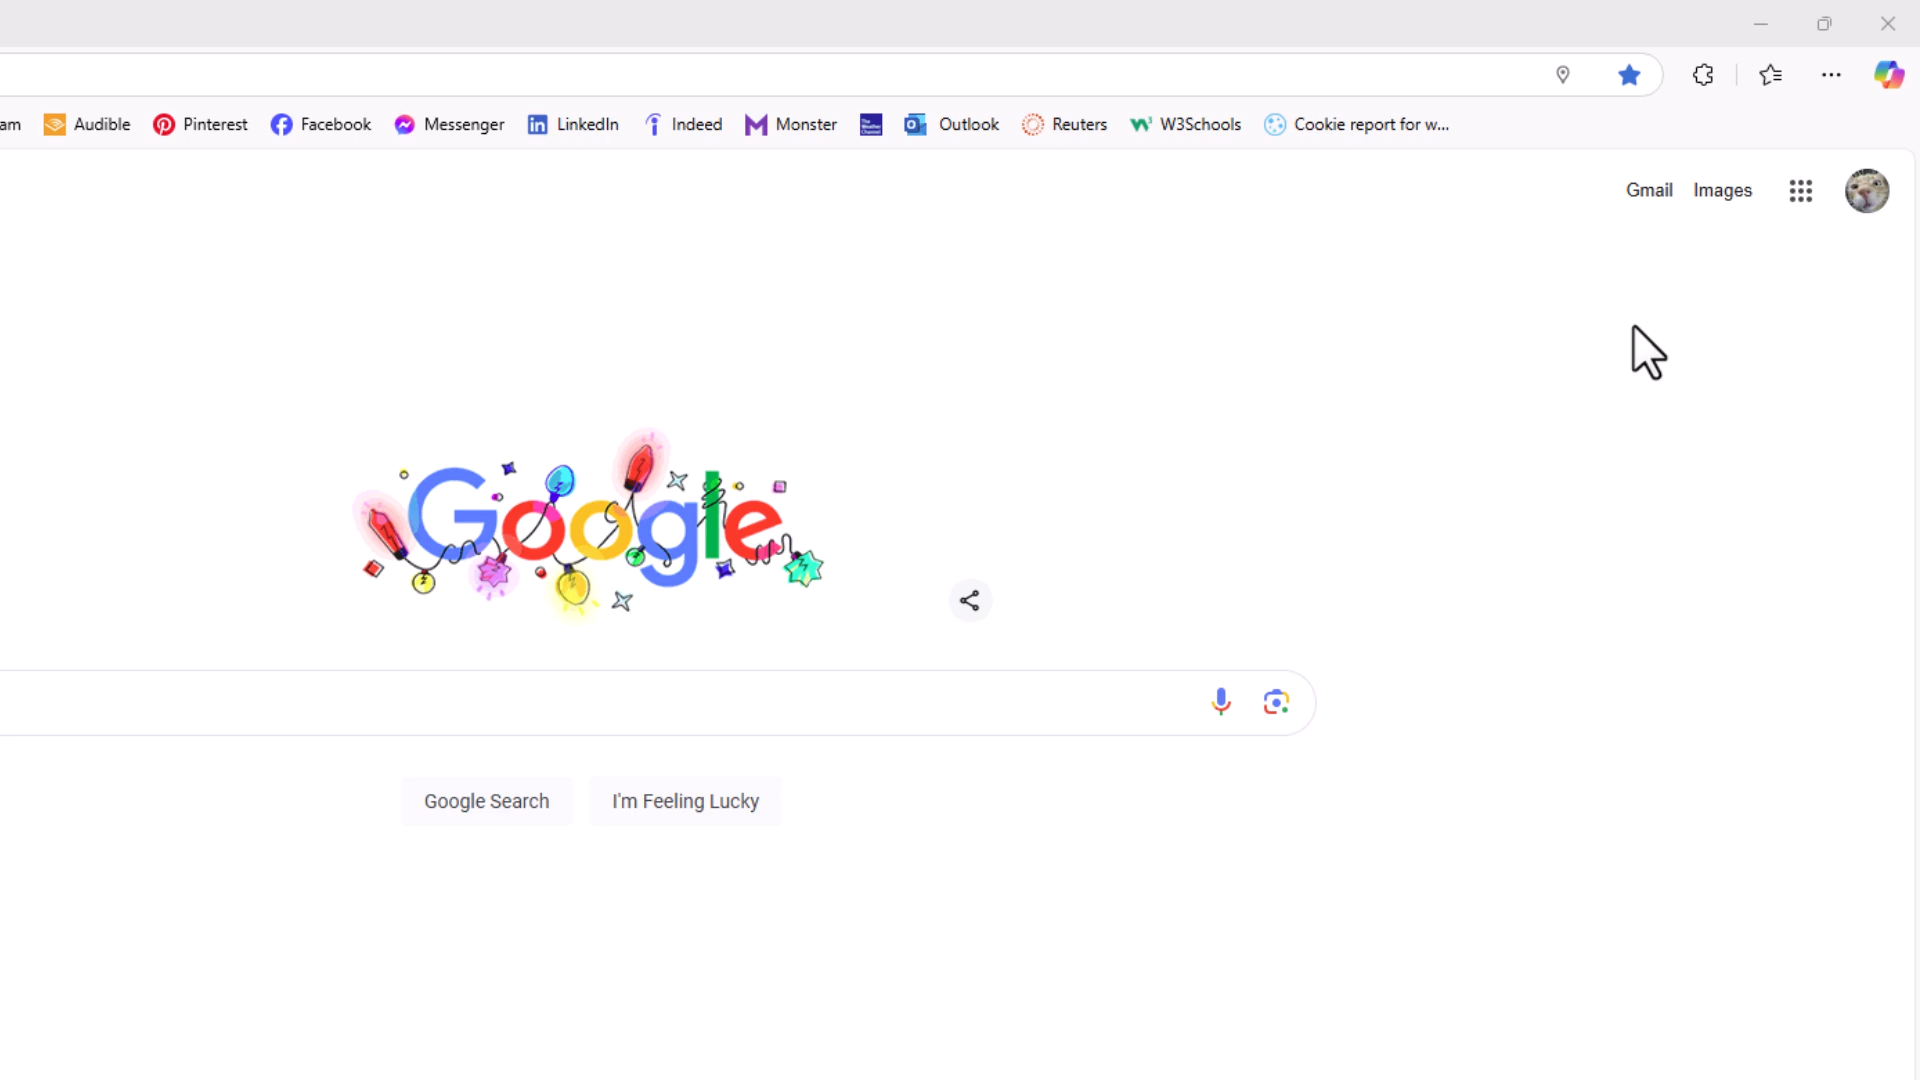 am Audible Pinterest Facebook Messenger LinkedIn Indeed Monster Outlook Reuters W3Schools Cookie report for w...
Gmail Images
Google
Google Search I'm Feeling Lucky